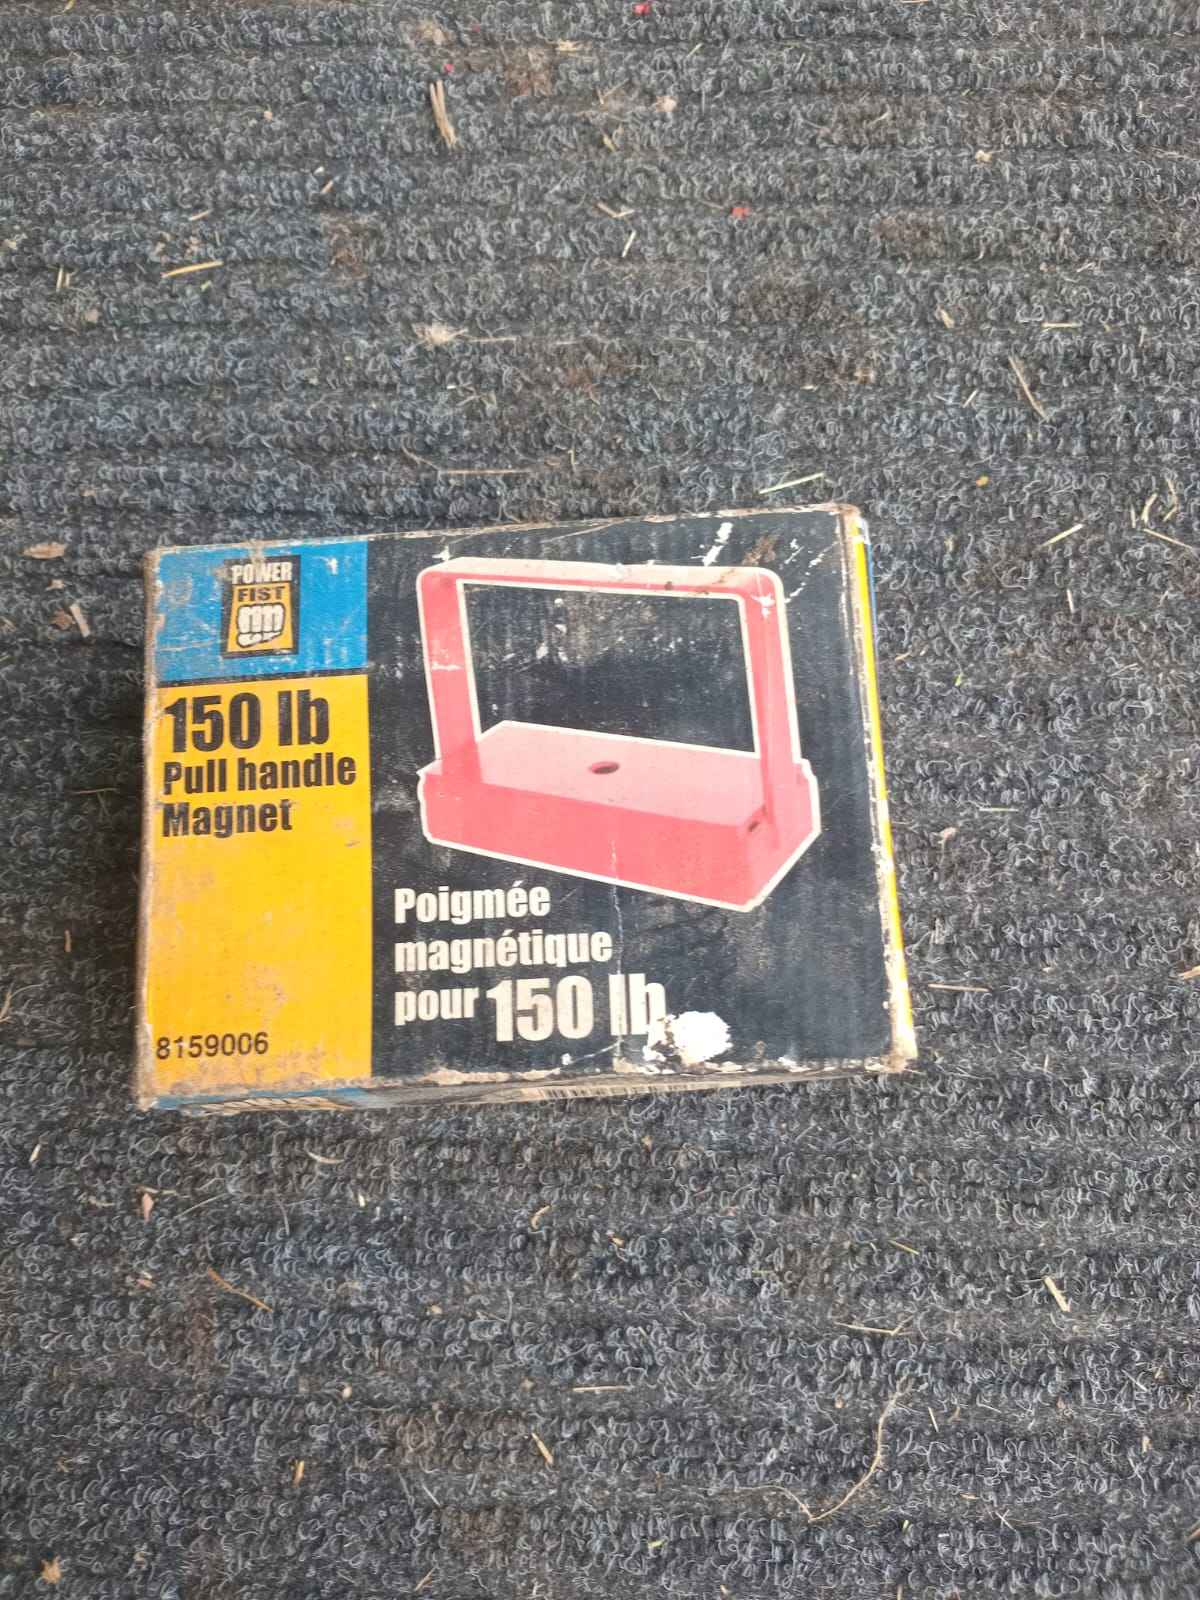 POWER
FIST
150 lb
Pull handle
Magnet
Poigmée
magnétique
pour 150 lb
8159006